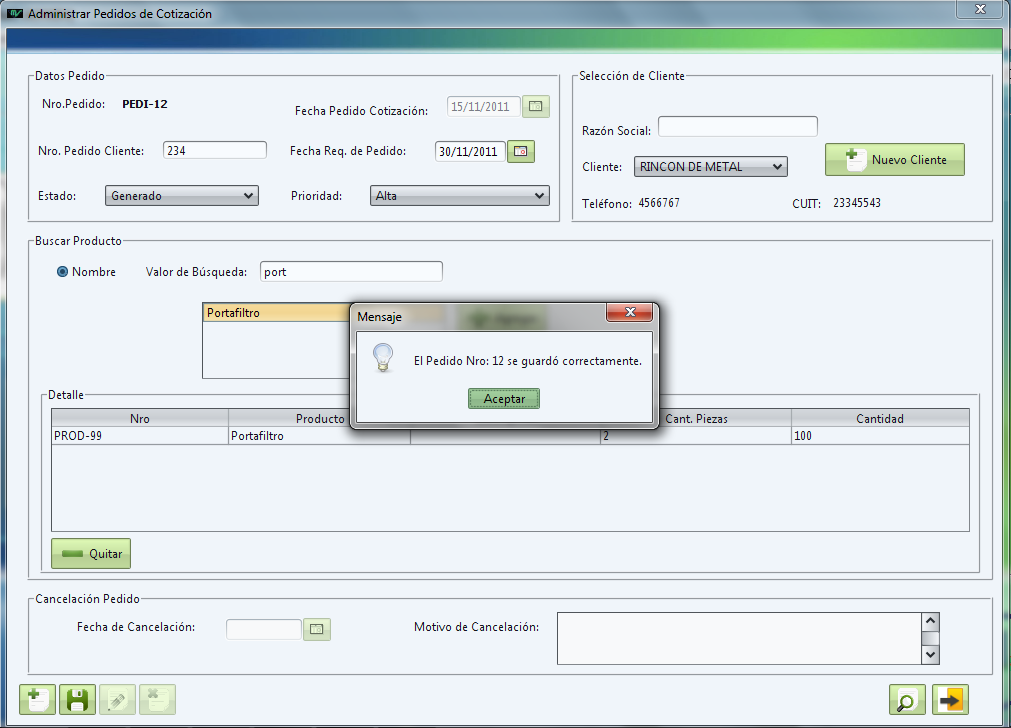 Administrar Pedidos de Cotización
Datos Pedido
Nro.Pedido: PEDI-12
Fecha Pedido Cotización: 15/11/2011
Nro. Pedido Cliente: 234
Fecha Req. de Pedido: 30/11/2011
Estado: Generado
Prioridad: Alta
Selección de Cliente
Razón Social:
Cliente: RINCON DE METAL
Nuevo Cliente
Teléfono: 4566767
CUIT: 23345543
Buscar Producto
Nombre
Valor de Búsqueda: port
Portafiltro
Mensaje
El Pedido Nro: 12 se guardó correctamente.
Aceptar
Detalle
Nro Producto Cant. Piezas Cantidad
PROD-99 Portafiltro 2 100
Quitar
Cancelación Pedido
Fecha de Cancelación:
Motivo de Cancelación: